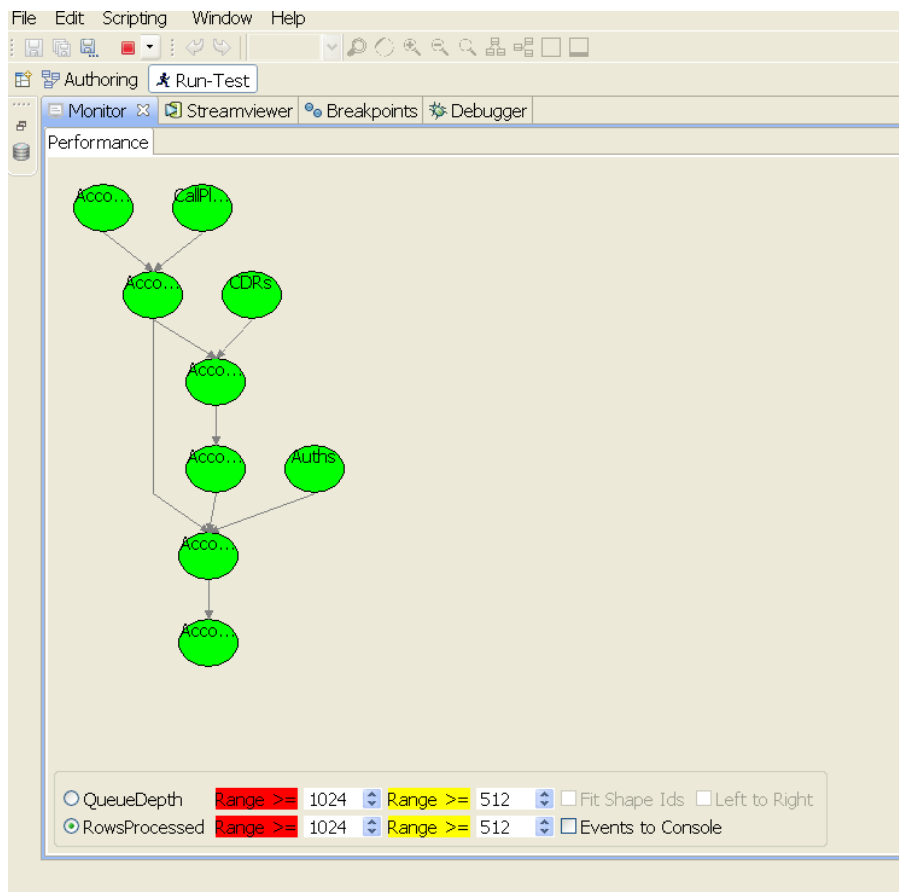 File Edit Scripting Window Help
Authoring Run-Test
Monitor Streamviewer Breakpoints Debugger
Performance
Acco... CallPl...
Acco... CDRs
Acco...
Acco... Auths
Acco...
Acco...
QueueDepth Range >= 1024 Range >= 512 Fit Shape Ids Left to Right
RowsProcessed Range >= 1024 Range >= 512 Events to Console